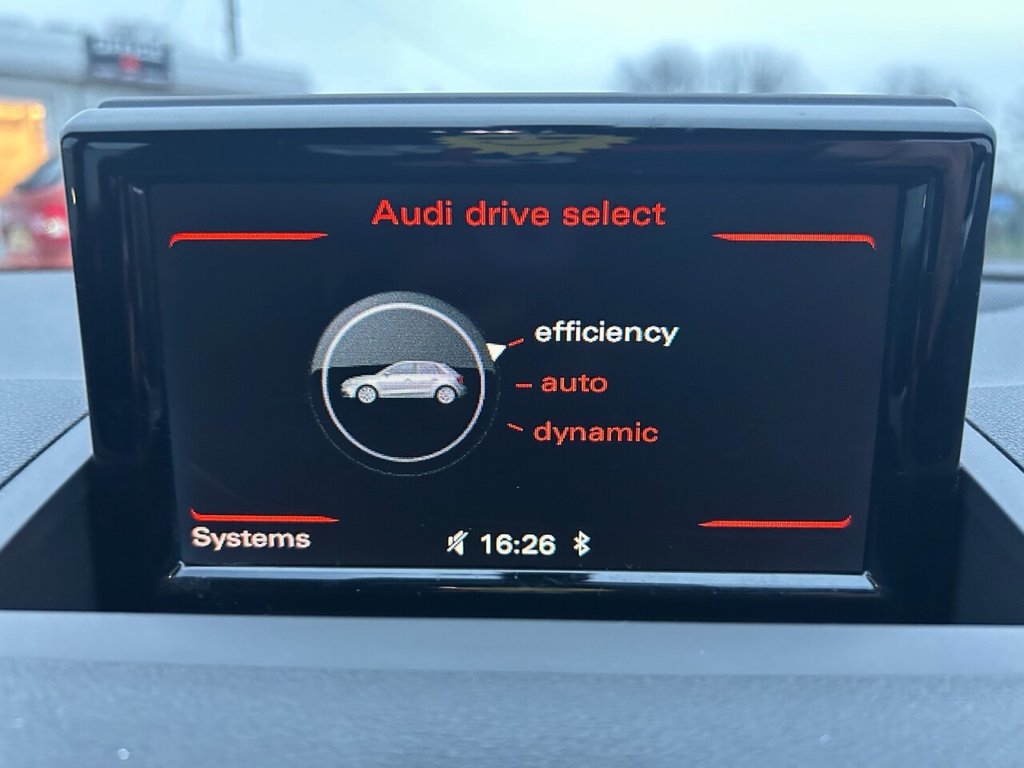 Audi drive select
efficiency
auto
dynamic
Systems
16:26